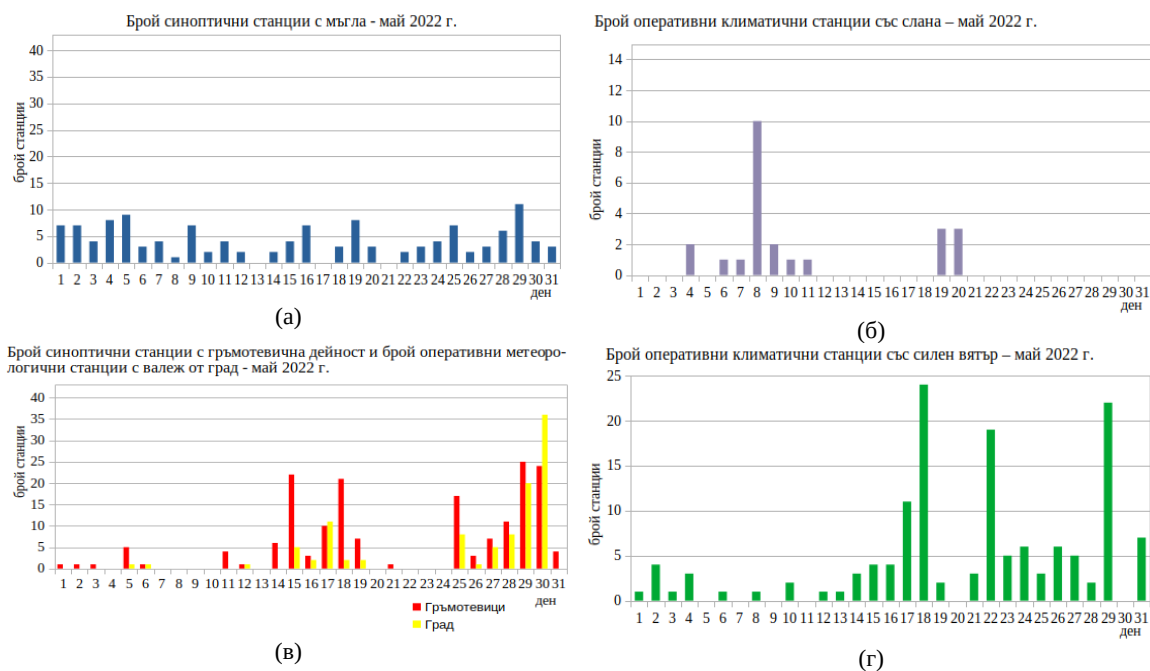 Брой синоптични станции с мъгла - май 2022 г.
40
35
30
25
20
15
10
5
0
брой станции
1 2 3 4 5 6 7 8 9 10 11 12 13 14 15 16 17 18 19 20 21 22 23 24 25 26 27 28 29 30 31
ден
(а)
Брой оперативни климатични станции със слана – май 2022 г.
14
12
10
8
6
4
2
0
брой станции
1 2 3 4 5 6 7 8 9 10 11 12 13 14 15 16 17 18 19 20 21 22 23 24 25 26 27 28 29 30 31
ден
(б)
Брой синоптични станции с гръмотевична дейност и брой оперативни метеоро-
логични станции с валеж от град - май 2022 г.
40
35
30
25
20
15
10
5
0
брой станции
1 2 3 4 5 6 7 8 9 10 11 12 13 14 15 16 17 18 19 20 21 22 23 24 25 26 27 28 29 30 31
ден
Гръмотевици
Град
(в)
Брой оперативни климатични станции със силен вятър – май 2022 г.
25
20
15
10
5
0
брой станции
1 2 3 4 5 6 7 8 9 10 11 12 13 14 15 16 17 18 19 20 21 22 23 24 25 26 27 28 29 30 31
ден
(г)